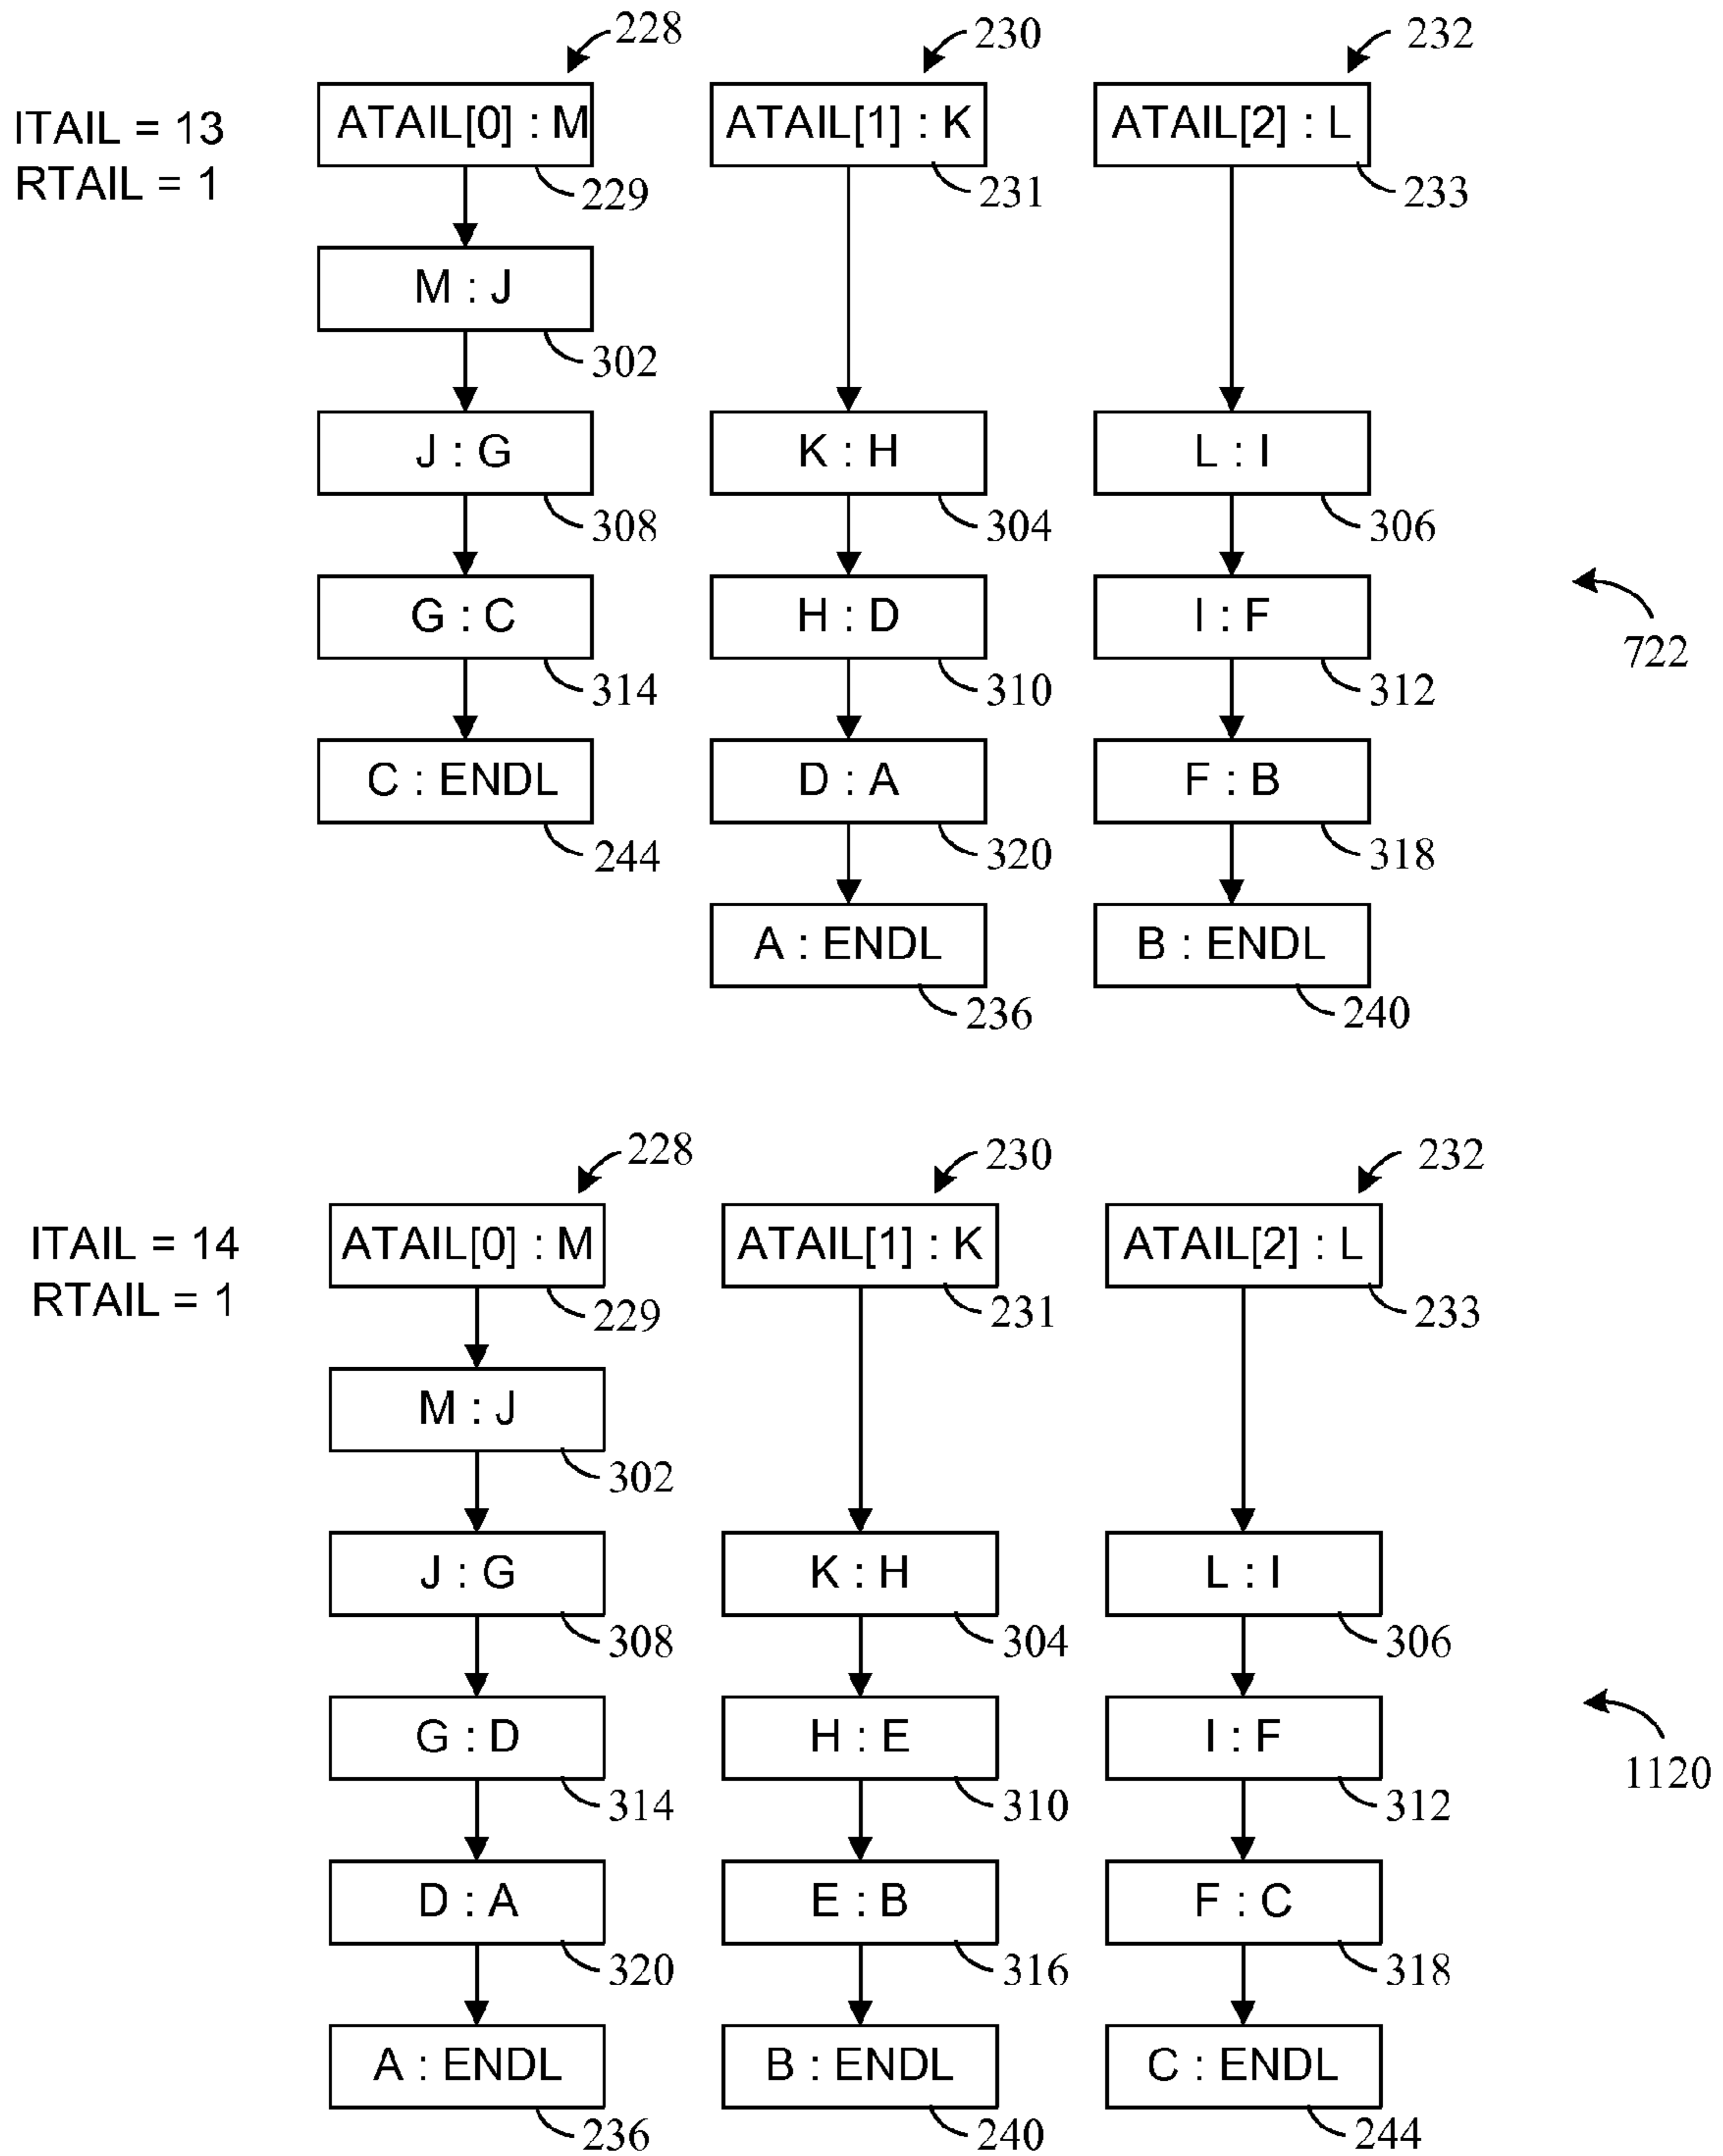 228
230
232
ITAIL = 13
RTAIL = 1
ATAIL[0] : M
ATAIL[1] : K
ATAIL[2] : L
229
231
233
M : J
302
J : G
K : H
L : I
308
304
306
G : C
H : D
I : F
722
314
310
312
C : ENDL
D : A
F : B
244
320
318
A : ENDL
B : ENDL
236
240
228
230
232
ITAIL = 14
RTAIL = 1
ATAIL[0] : M
ATAIL[1] : K
ATAIL[2] : L
229
231
233
M : J
302
J : G
K : H
L : I
308
304
306
G : D
H : E
I : F
1120
314
310
312
D : A
E : B
F : C
320
316
318
A : ENDL
B : ENDL
C : ENDL
236
240
244